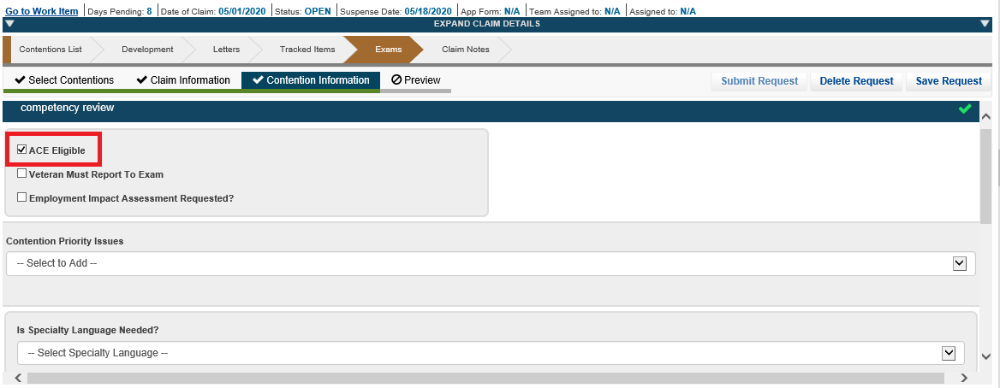 Go to Work Item Days Pending: 8 Date of Claim: 05/01/2020 Status: OPEN Suspense Date: 05/18/2020 App Form: N/A Team Assigned to: N/A Assigned to: N/A
EXPAND CLAIM DETAILS
Contentions List Development Letters Tracked Items Exams Claim Notes
Select Contentions Claim Information Contention Information Preview Submit Request Delete Request Save Request
competency review
ACE Eligible
Veteran Must Report To Exam
Employment Impact Assessment Requested?
Contention Priority Issues
-- Select to Add --
Is Specialty Language Needed?
-- Select Specialty Language --